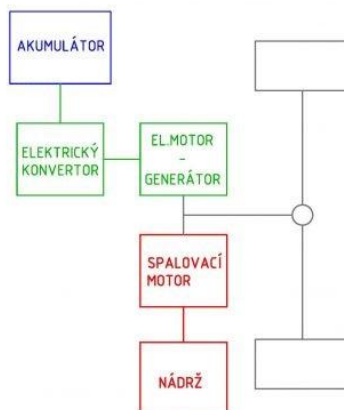 AKUMULÁTOR
ELEKTRICKÝ
KONVERTOR
EL.MOTOR
-
GENERÁTOR
SPALOVACÍ
MOTOR
NÁDRŽ